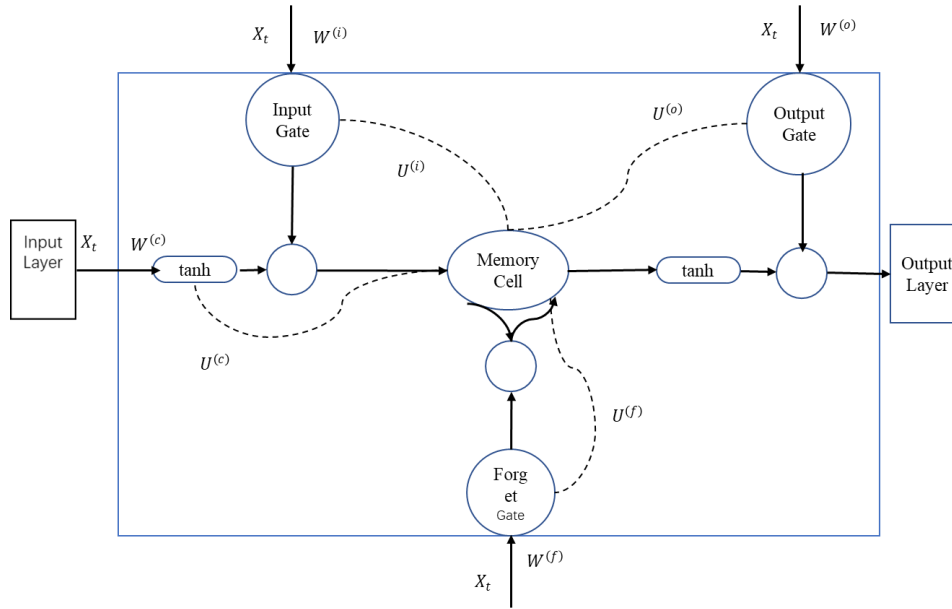 X_t W^{(i)}
X_t W^{(o)}
Input
Gate
Output
Gate
U^{(o)}
U^{(i)}
Input
Layer
X_t
W^{(c)}
tanh
Memory
Cell
tanh
Output
Layer
U^{(c)}
U^{(f)}
Forg
et
Gate
W^{(f)}
X_t